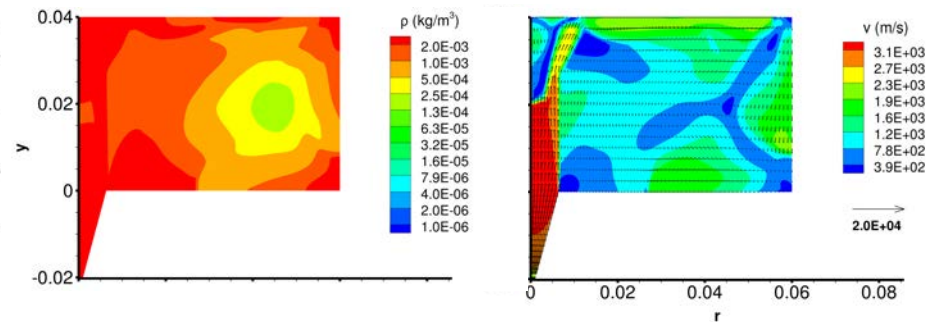 0.04
0.02
0
-0.02
y
ρ (kg/m³)
2.0E-03
1.0E-03
5.0E-04
2.5E-04
1.3E-04
6.3E-05
1.6E-05
7.9E-06
4.0E-06
2.0E-06
1.0E-06
v (m/s)
3.1E+03
2.7E+03
2.3E+03
1.9E+03
1.6E+03
1.2E+03
7.8E+02
3.9E+02
2.0E+04
0 0.02 0.04 0.06 0.08
r